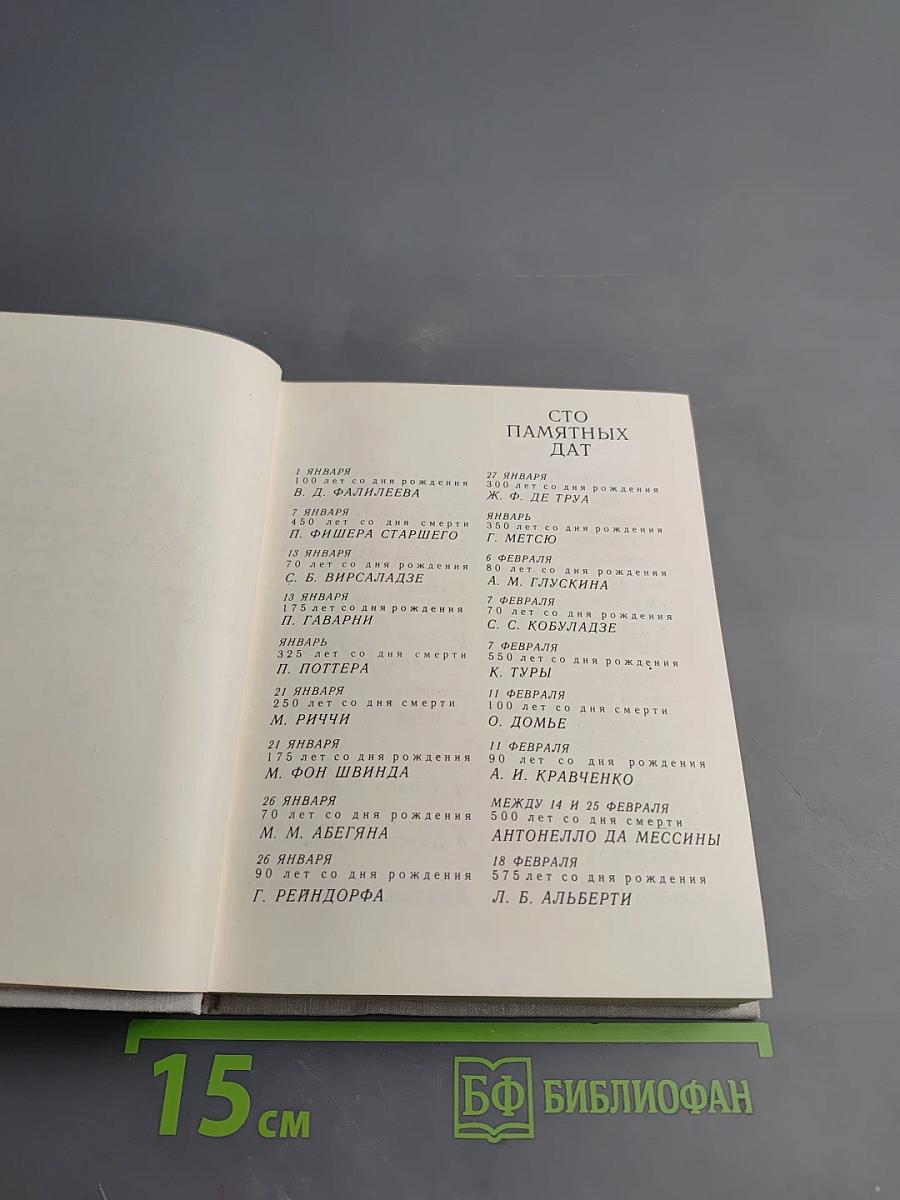 СТО
ПАМЯТНЫХ
ДАТ
1 ЯНВАРЯ
100 лет со дня рождения
В. Д. ФАЛИЛЕЕВА
7 ЯНВАРЯ
450 лет со дня смерти
П. ФИШЕРА СТАРШЕГО
13 ЯНВАРЯ
70 лет со дня рождения
С. Б. ВИРСАЛАДЗЕ
13 ЯНВАРЯ
175 лет со дня рождения
П. ГАВАРНИ
ЯНВАРЬ
325 лет со дня смерти
П. ПОТТЕРА
21 ЯНВАРЯ
250 лет со дня смерти
М. РИЧЧИ
21 ЯНВАРЯ
175 лет со дня рождения
М. ФОН ШВИНДА
26 ЯНВАРЯ
70 лет со дня рождения
М. М. АБЕГЯНА
26 ЯНВАРЯ
90 лет со дня рождения
Г. РЕЙНДОРФА
27 ЯНВАРЯ
300 лет со дня рождения
Ж. Ф. ДЕ ТРУА
ЯНВАРЬ
350 лет со дня рождения
Г. МЕТСЮ
6 ФЕВРАЛЯ
80 лет со дня рождения
А. М. ГЛУСКИНА
7 ФЕВРАЛЯ
70 лет со дня рождения
С. С. КОБУЛАДЗЕ
7 ФЕВРАЛЯ
550 лет со дня рождения
К. ТУРЫ
11 ФЕВРАЛЯ
100 лет со дня смерти
О. ДОМЬЕ
11 ФЕВРАЛЯ
90 лет со дня рождения
А. И. КРАВЧЕНКО
МЕЖДУ 14 И 25 ФЕВРАЛЯ
500 лет со дня смерти
АНТОНЕЛЛО ДА МЕССИНЫ
18 ФЕВРАЛЯ
575 лет со дня рождения
Л. Б. АЛЬБЕРТИ
15 см
БФ БИБЛИОФАН